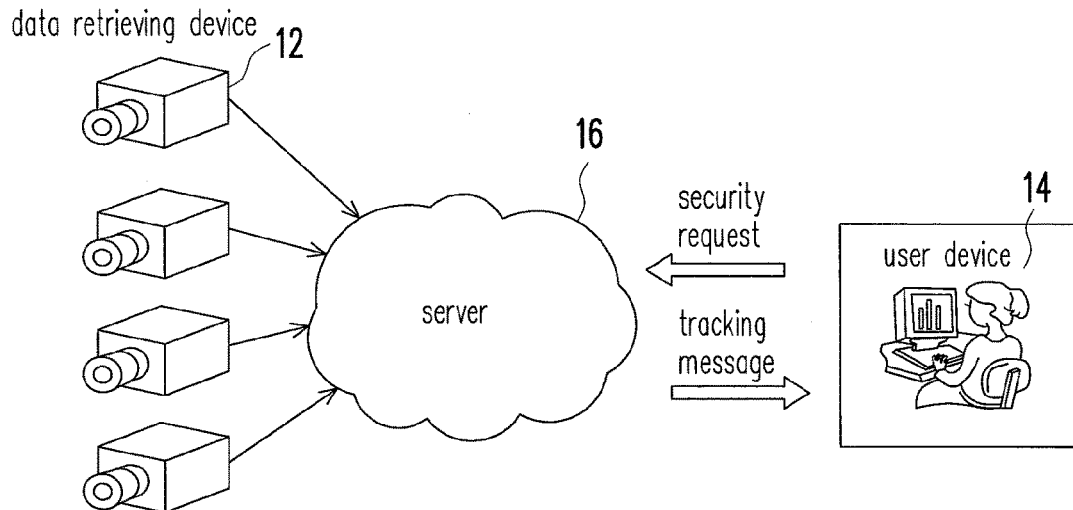 data retrieving device
12
16
security
request
14
user device
server
tracking
message